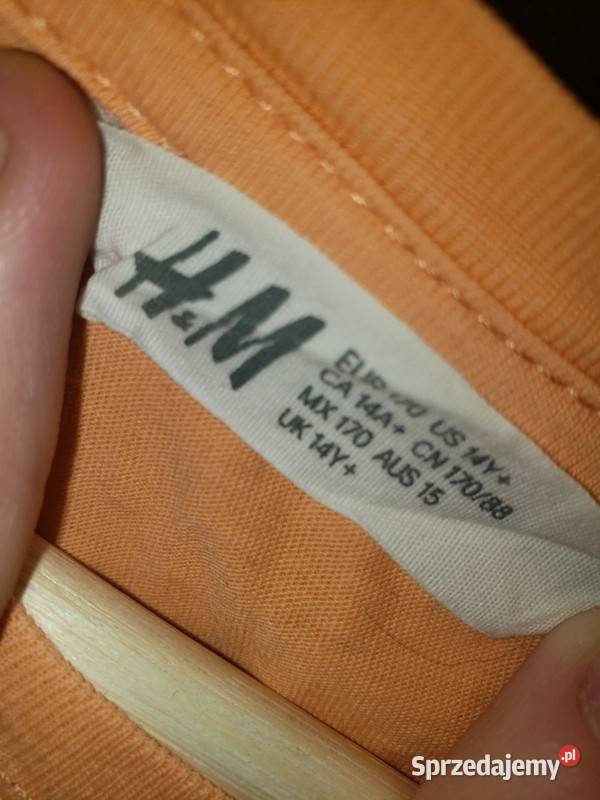 H&M
EUR 170 US 14Y+
CA 14A+ CN 170/88
MX 170 AUS 15
UK 14Y+
Sprzedajemy.pl